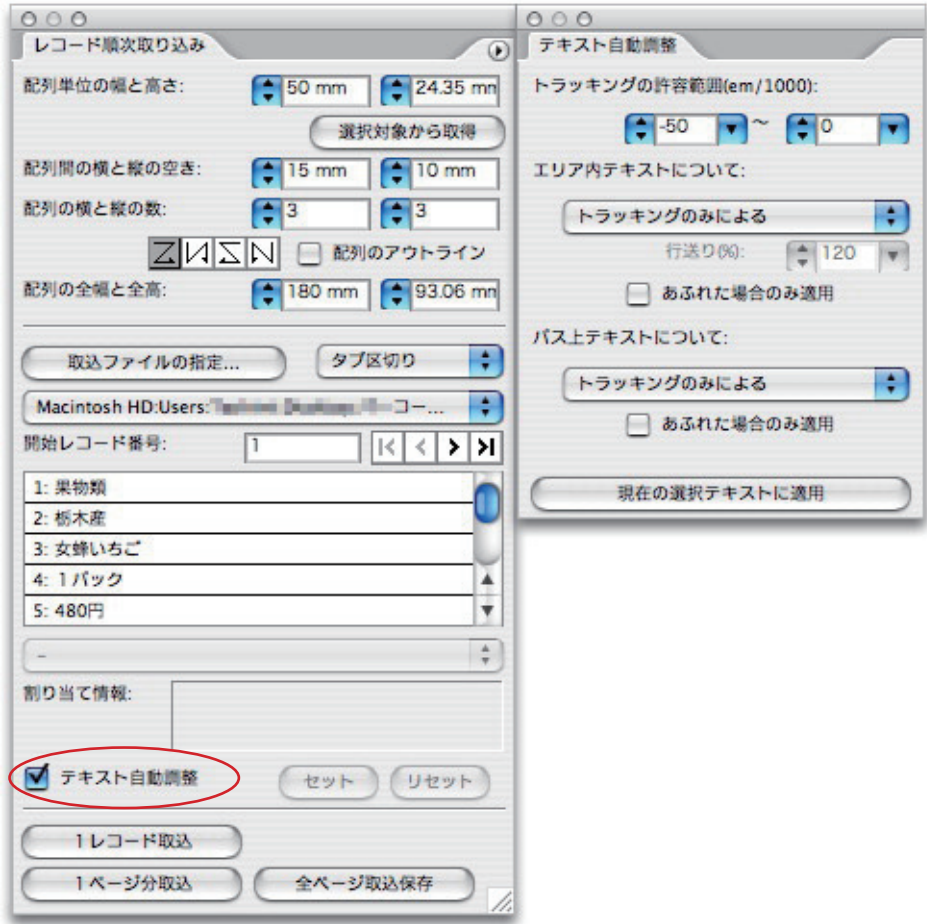 レコード順次取り込み
配列単位の幅と高さ: 50 mm 24.35 mm
選択対象から取得
配列間の横と縦の空き: 15 mm 10 mm
配列の横と縦の数: 3 3
配列のアウトライン
配列の全幅と全高: 180 mm 93.06 mm
取込ファイルの指定... タブ区切り
Macintosh HD:Users: コー...
開始レコード番号: 1
1: 果物類
2: 栃木産
3: 女蜂いちご
4: 1パック
5: 480円
–
割り当て情報:
テキスト自動調整 セット リセット
1レコード取込
1ページ分取込 全ページ取込保存
テキスト自動調整
トラッキングの許容範囲(em/1000):
-50 ~ 0
エリア内テキストについて:
トラッキングのみによる
行送り(%): 120
あふれた場合のみ適用
パス上テキストについて:
トラッキングのみによる
あふれた場合のみ適用
現在の選択テキストに適用